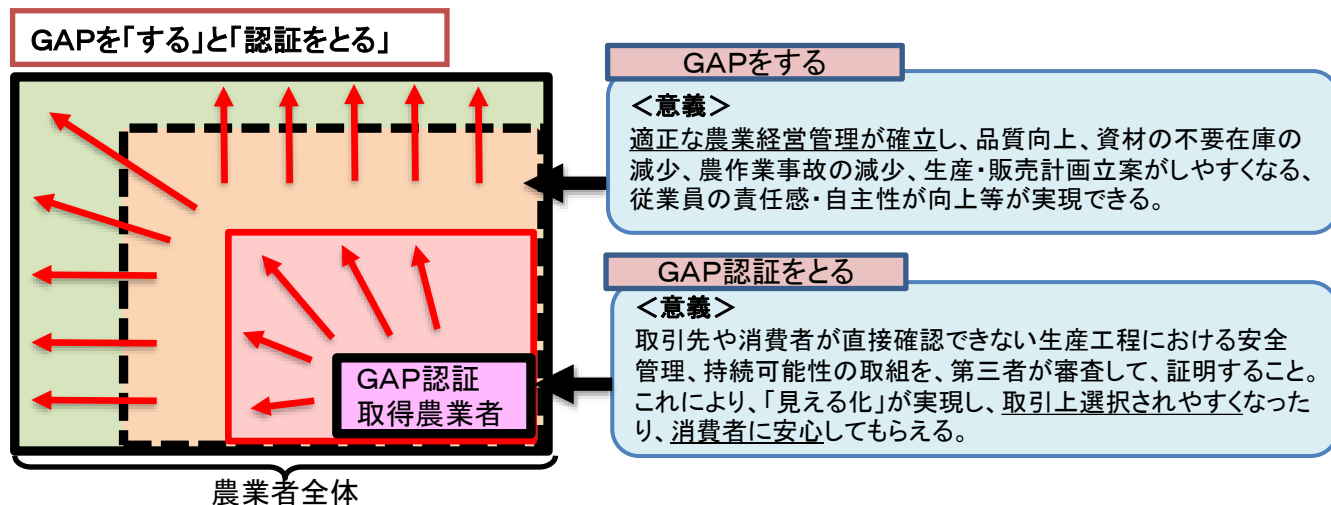 GAPを「する」と「認証をとる」
GAPをする
＜意義＞
適正な農業経営管理が確立し、品質向上、資材の不要在庫の
減少、農作業事故の減少、生産・販売計画立案がしやすくなる、
従業員の責任感・自主性が向上等が実現できる。
GAP認証をとる
＜意義＞
取引先や消費者が直接確認できない生産工程における安全
管理、持続可能性の取組を、第三者が審査して、証明すること。
これにより、「見える化」が実現し、取引上選択されやすくなった
り、消費者に安心してもらえる。
GAP認証
取得農業者
農業者全体